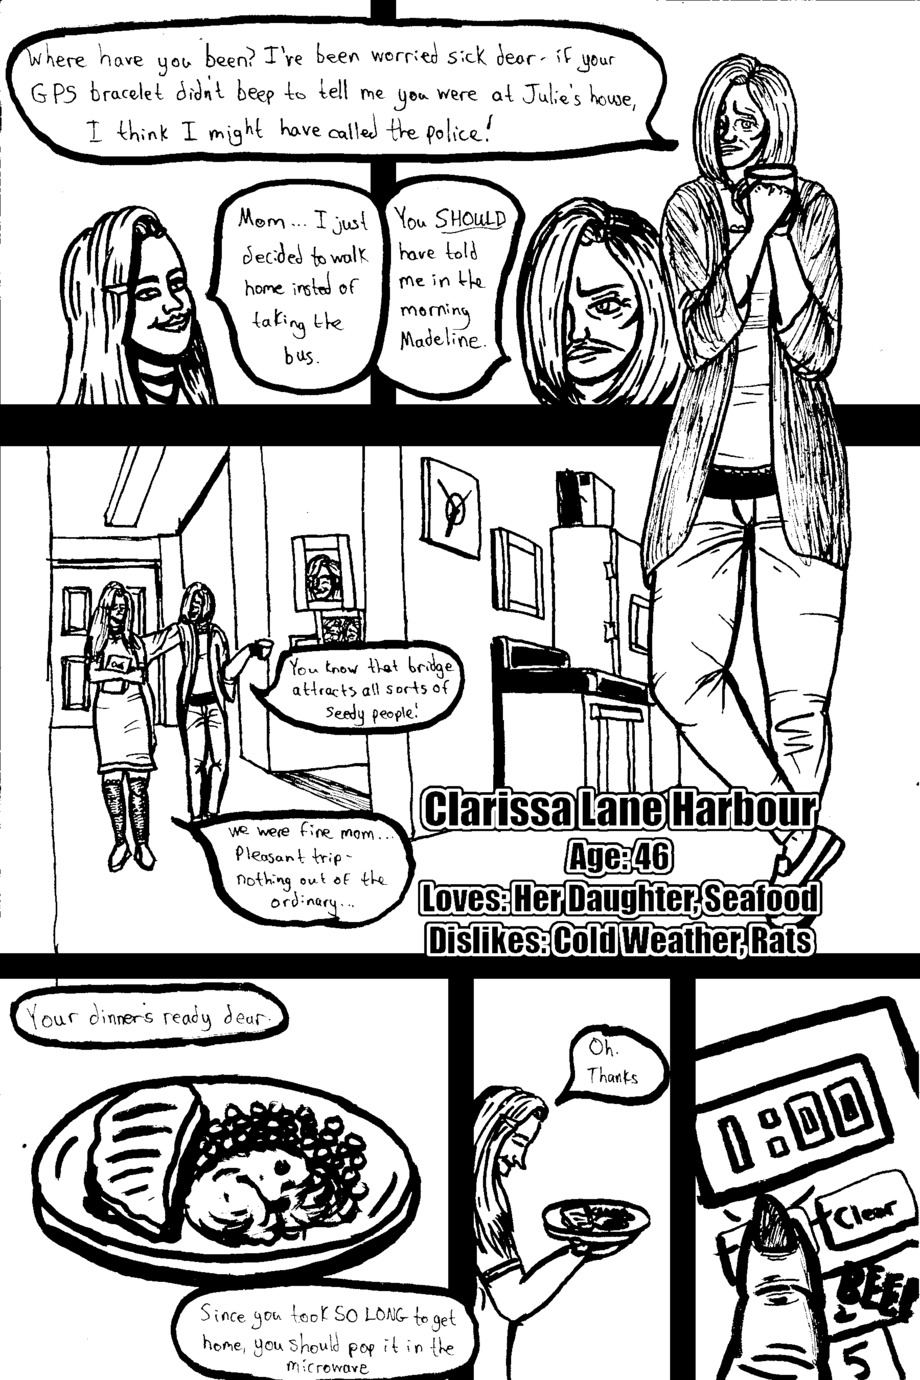 Where have you been? I've been worried sick dear- if your
GPS bracelet didn't beep to tell me you were at Julie's house,
I think I might have called the police!
Mom... I just
decided to walk
home insted of
taking the
bus.
You SHOULD
have told
me in the
morning
Madeline.
You know that bridge
attracts all sorts of
seedy people!
we were fine mom...
Pleasant trip-
nothing out of the
ordinary...
Clarissa Lane Harbour
Age: 46
Loves: Her Daughter, Seafood
Dislikes: Cold Weather, Rats
Your dinner's ready dear.
Since you took SO LONG to get
home, you should pop it in the
microwave
Oh.
Thanks
1:00
Clear
BEEP
5